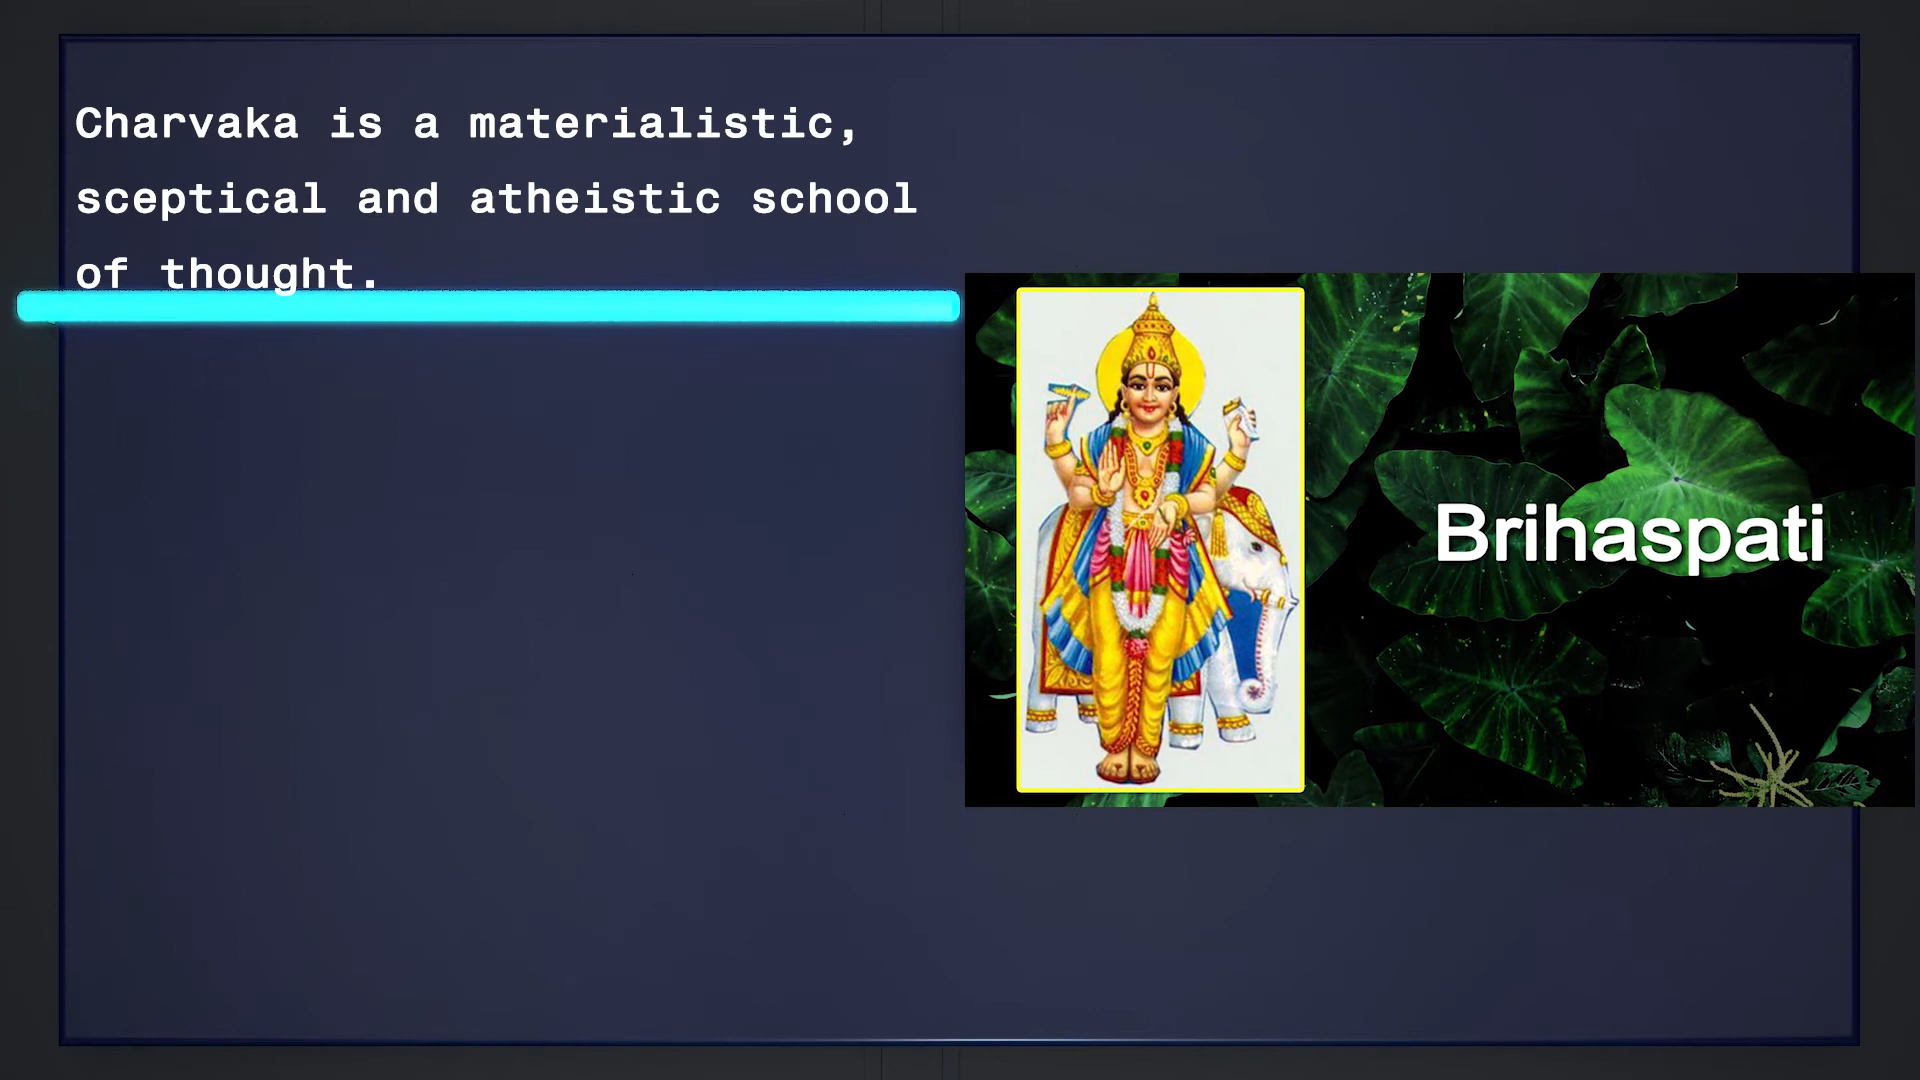 Charvaka is a materialistic,
sceptical and atheistic school
of thought.
Brihaspati